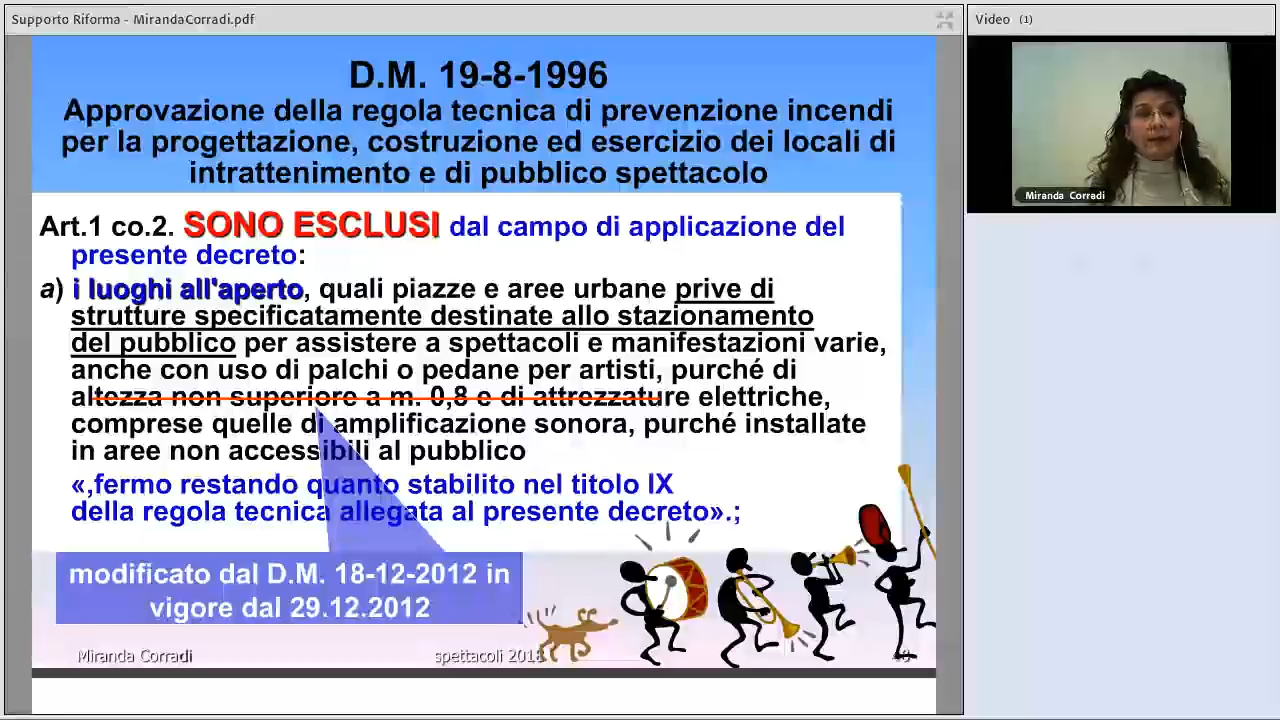 Supporto Riforma - MirandaCorradi.pdf
Video (1)
D.M. 19-8-1996
Approvazione della regola tecnica di prevenzione incendi
per la progettazione, costruzione ed esercizio dei locali di
intrattenimento e di pubblico spettacolo
Miranda Corradi
Art.1 co.2. SONO ESCLUSI dal campo di applicazione del
presente decreto:
a) i luoghi all'aperto, quali piazze e aree urbane prive di
strutture specificatamente destinate allo stazionamento
del pubblico per assistere a spettacoli e manifestazioni varie,
anche con uso di palchi o pedane per artisti, purché di
altezza non superiore a m. 0,8 e di attrezzature elettriche,
comprese quelle di amplificazione sonora, purché installate
in aree non accessibili al pubblico
«,fermo restando quanto stabilito nel titolo IX
della regola tecnica allegata al presente decreto».;
modificato dal D.M. 18-12-2012 in
vigore dal 29.12.2012
Miranda Corradi
spettacoli